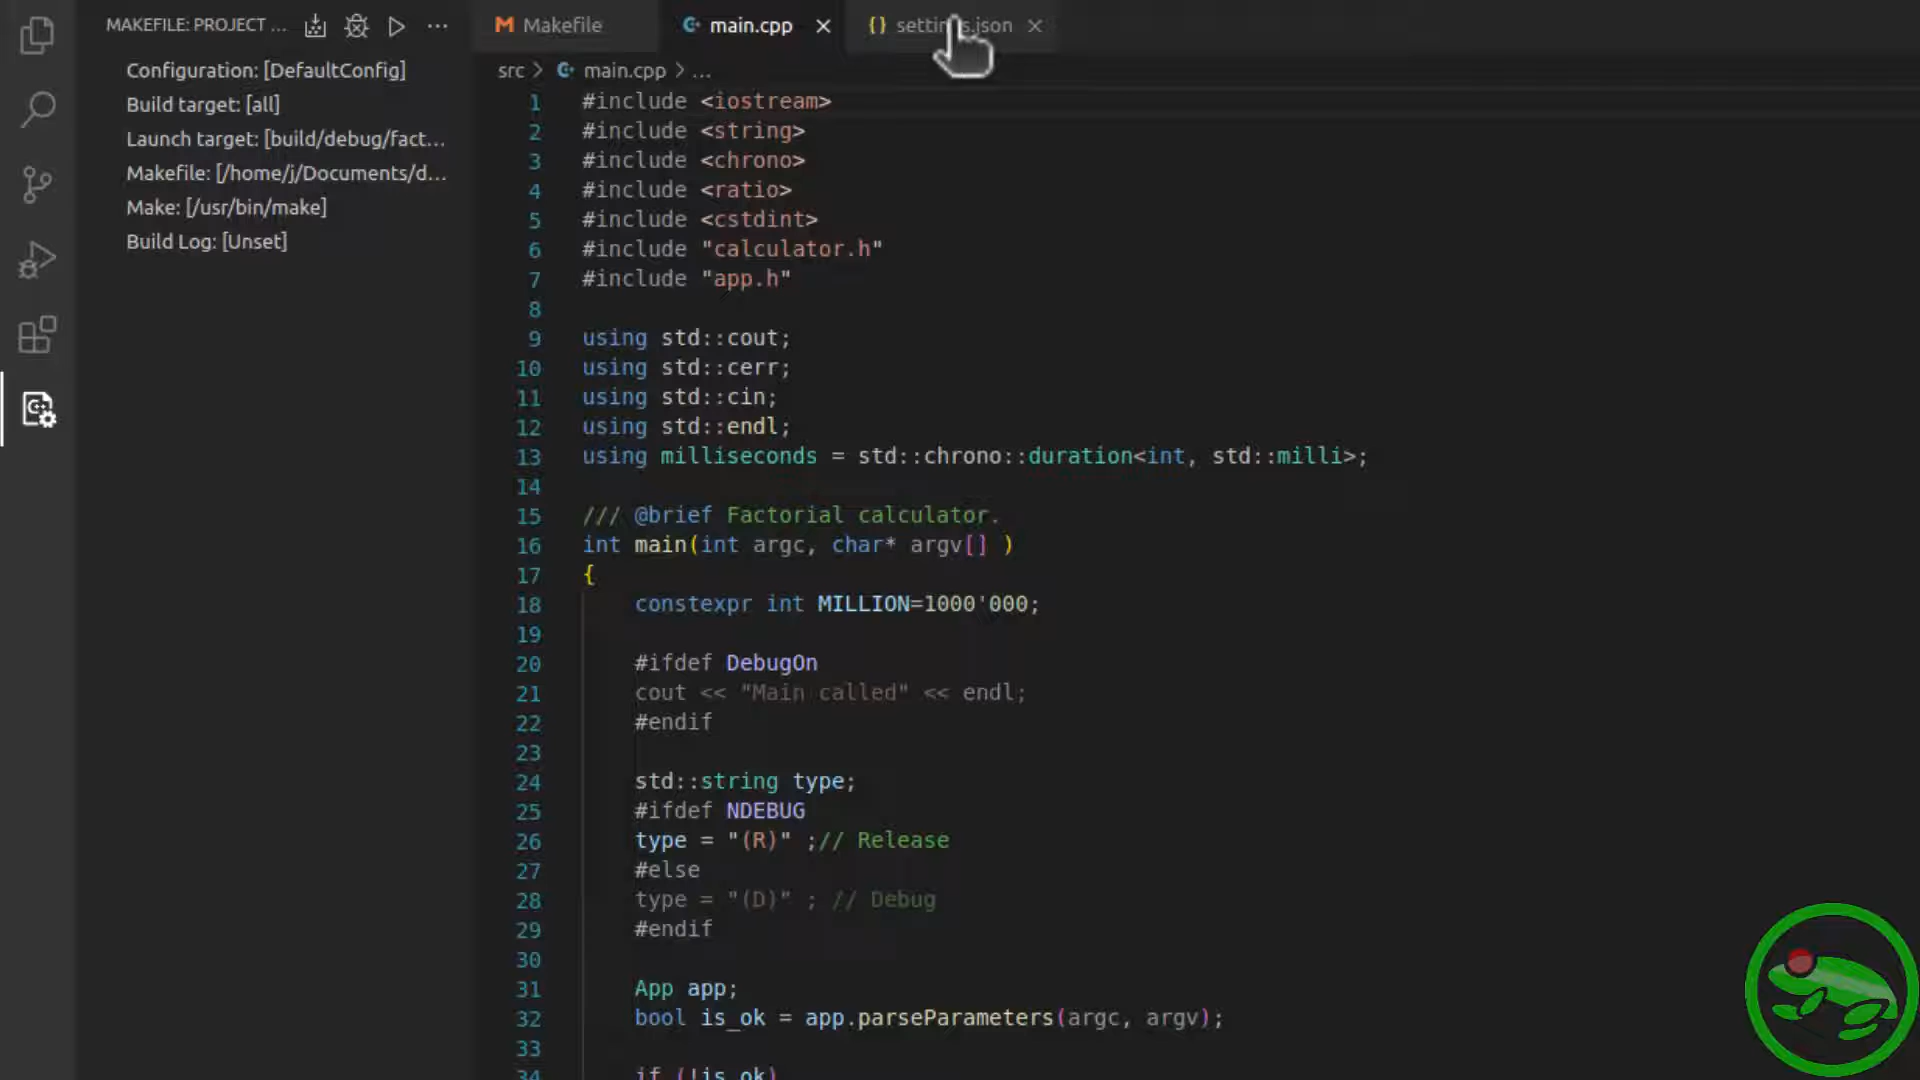 MAKEFILE: PROJECT ...
Configuration: [DefaultConfig]
Build target: [all]
Launch target: [build/debug/fact...
Makefile: [/home/j/Documents/d...
Make: [/usr/bin/make]
Build Log: [Unset]
Makefile
main.cpp
.json
src > main.cpp > ...
1 #include <iostream>
2 #include <string>
3 #include <chrono>
4 #include <ratio>
5 #include <cstdint>
6 #include "calculator.h"
7 #include "app.h"
8
9 using std::cout;
10 using std::cerr;
11 using std::cin;
12 using std::endl;
13 using milliseconds = std::chrono::duration<int, std::milli>;
14
15 /// @brief Factorial calculator.
16 int main(int argc, char* argv[] )
17 {
18 constexpr int MILLION=1000'000;
19
20 #ifdef DebugOn
21 cout << "Main called" << endl;
22 #endif
23
24 std::string type;
25 #ifdef NDEBUG
26 type = "(R)" ;// Release
27 #else
28 type = "(D)" ; // Debug
29 #endif
30
31 App app;
32 bool is_ok = app.parseParameters(argc, argv);
33
34 if (!is_ok)